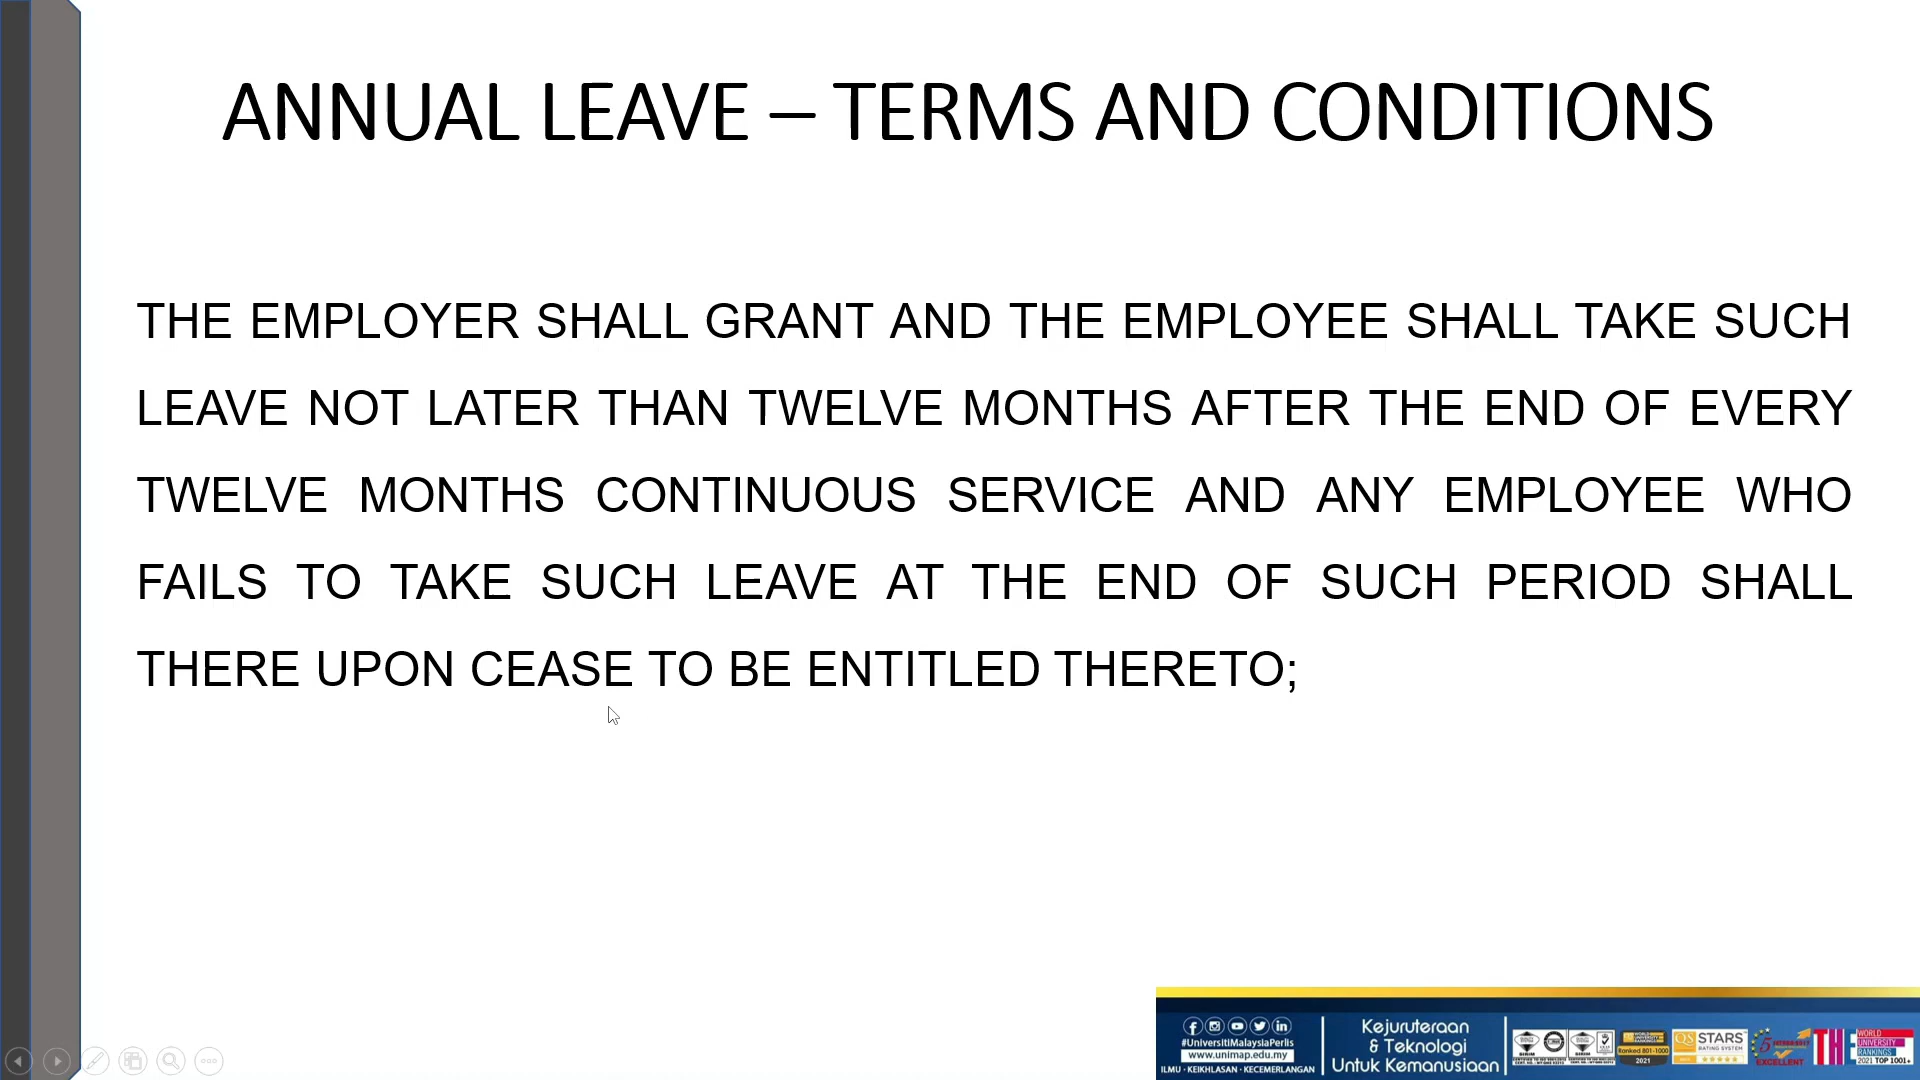 ANNUAL LEAVE – TERMS AND CONDITIONS
THE EMPLOYER SHALL GRANT AND THE EMPLOYEE SHALL TAKE SUCH
LEAVE NOT LATER THAN TWELVE MONTHS AFTER THE END OF EVERY
TWELVE MONTHS CONTINUOUS SERVICE AND ANY EMPLOYEE WHO
FAILS TO TAKE SUCH LEAVE AT THE END OF SUCH PERIOD SHALL
THERE UPON CEASE TO BE ENTITLED THERETO;
#UniversitiMalaysiaPerlis
www.unimap.edu.my
ILMU · KEIKHLASAN · KECEMERLANGAN
Kejuruteraan
& Teknologi
Untuk Kemanusiaan
Ranked 801-1000
2021
QS STARS
RATING SYSTEM
5
EXCELLENT
THE
WORLD
UNIVERSITY
RANKINGS
2021 TOP 1001+